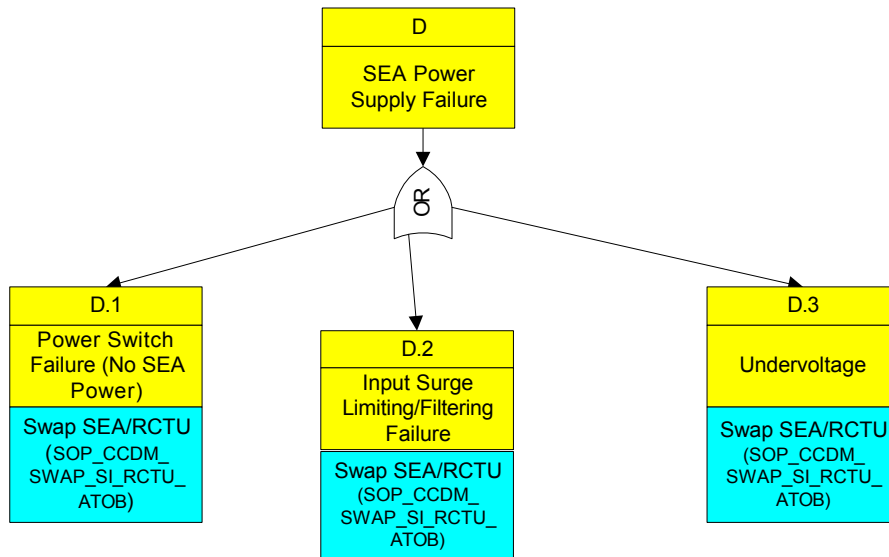 D
SEA Power
Supply Failure
OR
D.1
Power Switch
Failure (No SEA
Power)
Swap SEA/RCTU
(SOP_CCDM_
SWAP_SI_RCTU_
ATOB)
D.2
Input Surge
Limiting/Filtering
Failure
Swap SEA/RCTU
(SOP_CCDM_
SWAP_SI_RCTU_
ATOB)
D.3
Undervoltage
Swap SEA/RCTU
(SOP_CCDM_
SWAP_SI_RCTU_
ATOB)